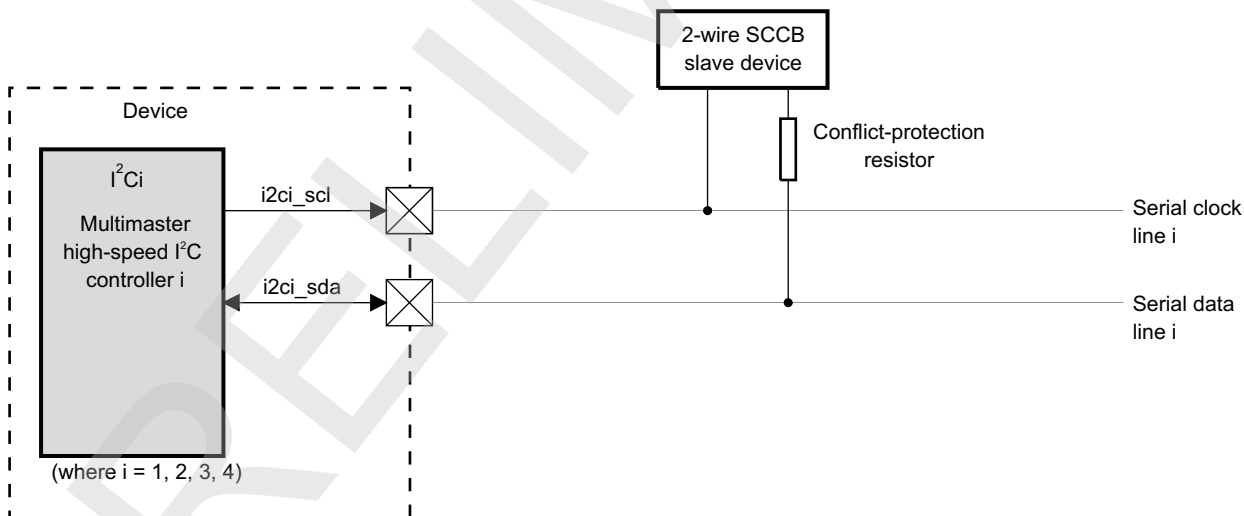 2-wire SCCB
slave device
Device
Conflict-protection
resistor
I²Ci
Multimaster
high-speed I²C
controller i
i2ci_scl
Serial clock
line i
i2ci_sda
Serial data
line i
(where i = 1, 2, 3, 4)